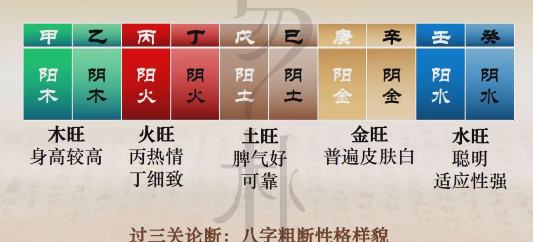 甲 乙 丙 丁 戊 己 庚 辛 壬 癸
阳木 阴木 阳火 阴火 阳土 阴土 阳金 阴金 阳水 阴水
木旺 火旺 土旺 金旺 水旺
身高较高 丙热情 脾气好 普遍皮肤白 聪明
丁细致 可靠 适应性强
过三关论断：八字粗断性格样貌